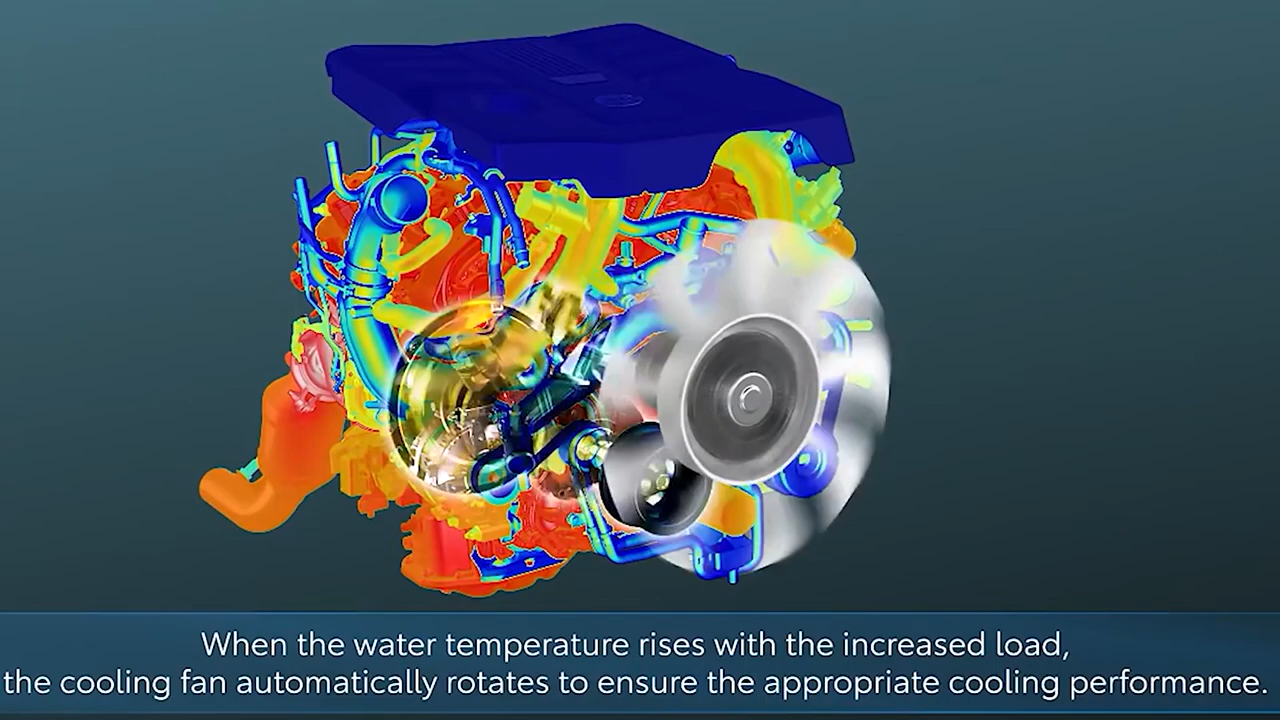 When the water temperature rises with the increased load,
the cooling fan automatically rotates to ensure the appropriate cooling performance.